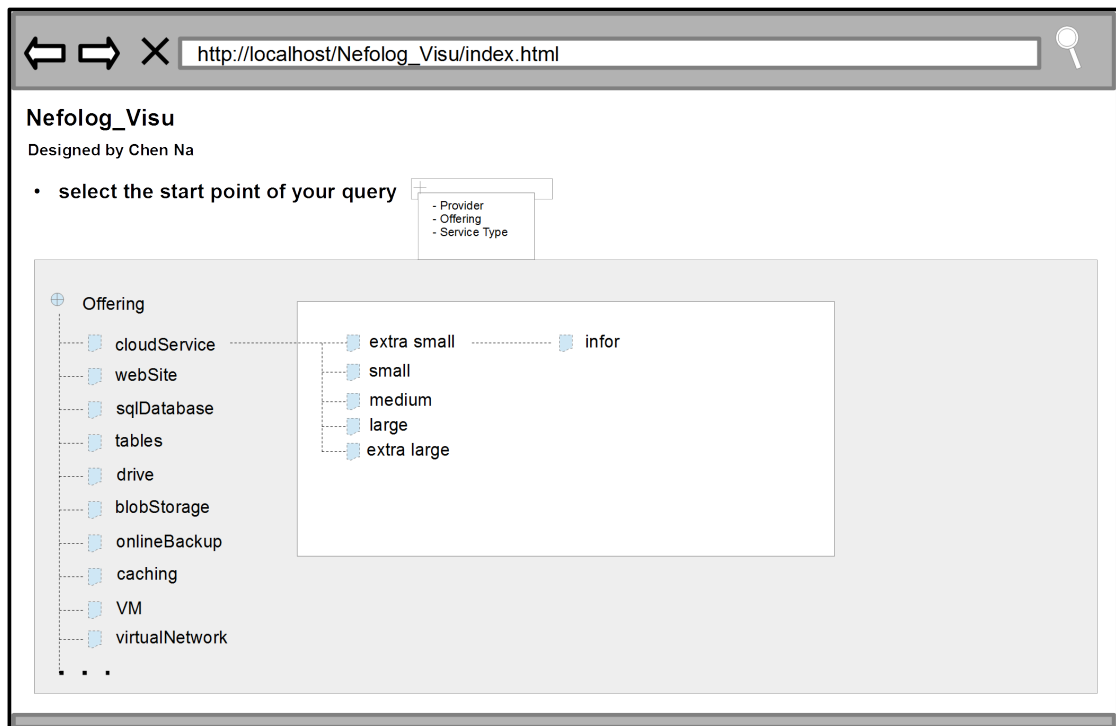 http://localhost/Nefolog_Visu/index.html
Nefolog_Visu
Designed by Chen Na
• select the start point of your query
- Provider
- Offering
- Service Type
Offering
cloudService
extra small
infor
small
medium
large
extra large
webSite
sqlDatabase
tables
drive
blobStorage
onlineBackup
caching
VM
virtualNetwork
. . .